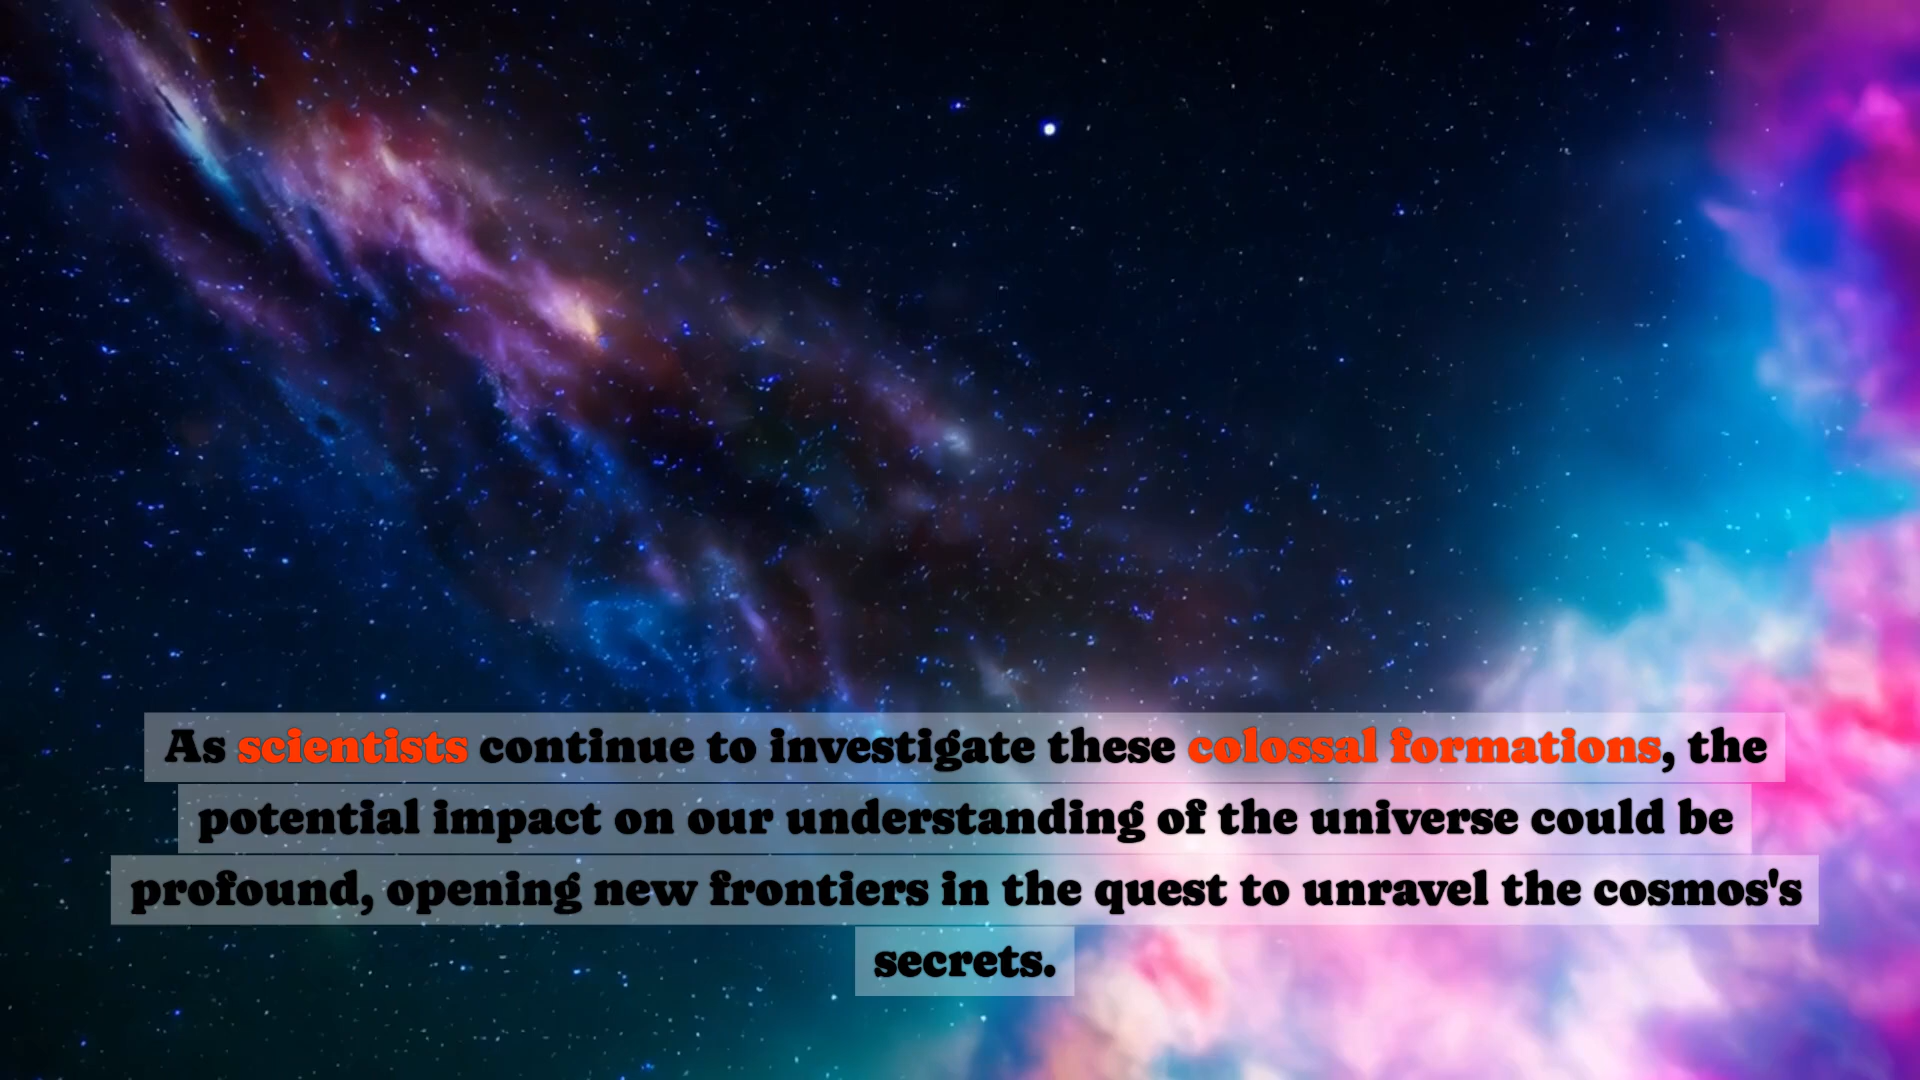 As scientists continue to investigate these colossal formations, the
potential impact on our understanding of the universe could be
profound, opening new frontiers in the quest to unravel the cosmos's
secrets.